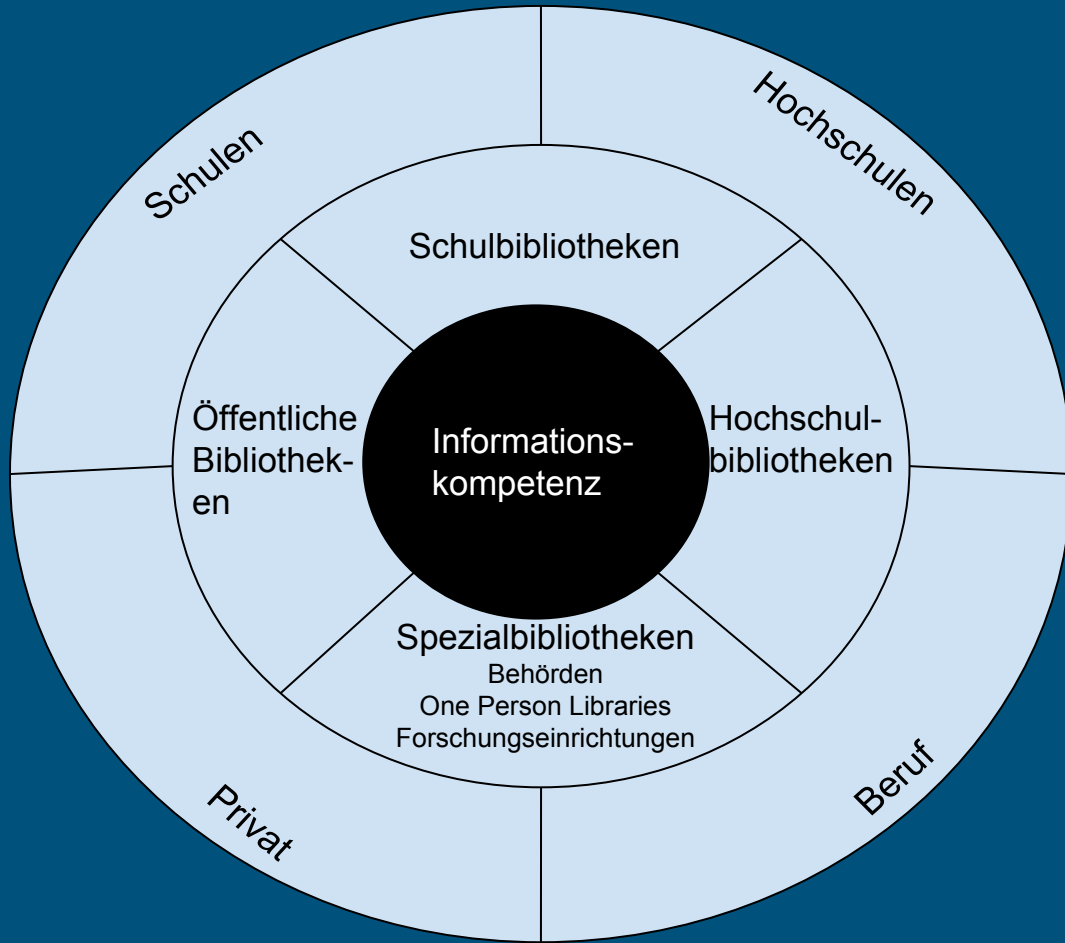 Schulen
Hochschulen
Schulbibliotheken
Öffentliche
Bibliothek-
en
Informations-
kompetenz
Hochschul-
bibliotheken
Spezialbibliotheken
Behörden
One Person Libraries
Forschungseinrichtungen
Privat
Beruf